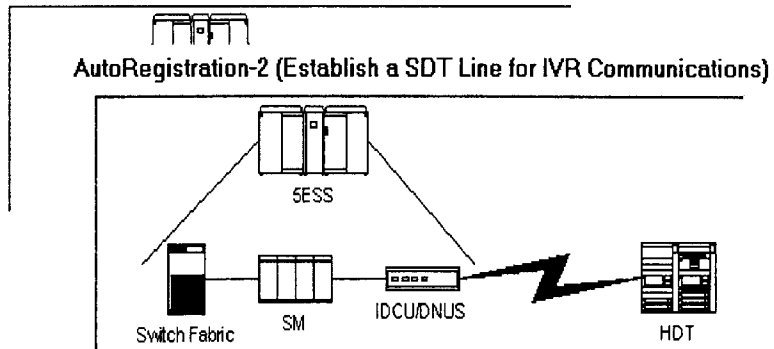 AutoRegistration-2 (Establish a SDT Line for IVR Communications)
5ESS
Switch Fabric
SM
IDCU/DNUS
HDT